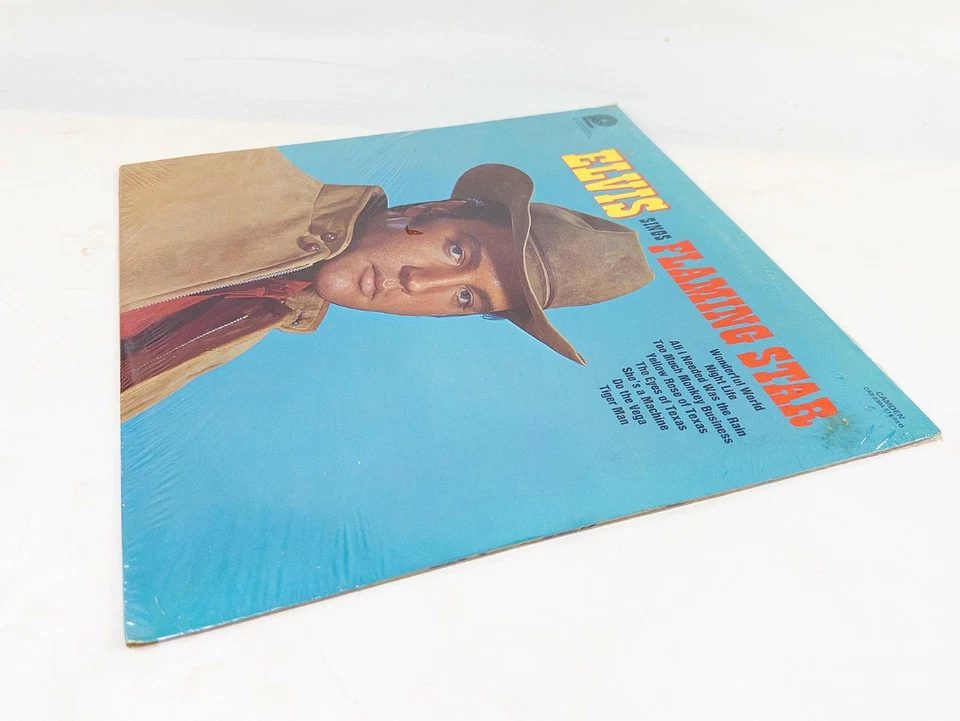 ELVIS
SINGS
FLAMING STAR
Wonderful World
Night Life
All I Needed Was the Rain
Too Much Monkey Business
Yellow Rose of Texas
The Eyes of Texas
She's a Machine
Do the Vega
Tiger Man
CAMDEN